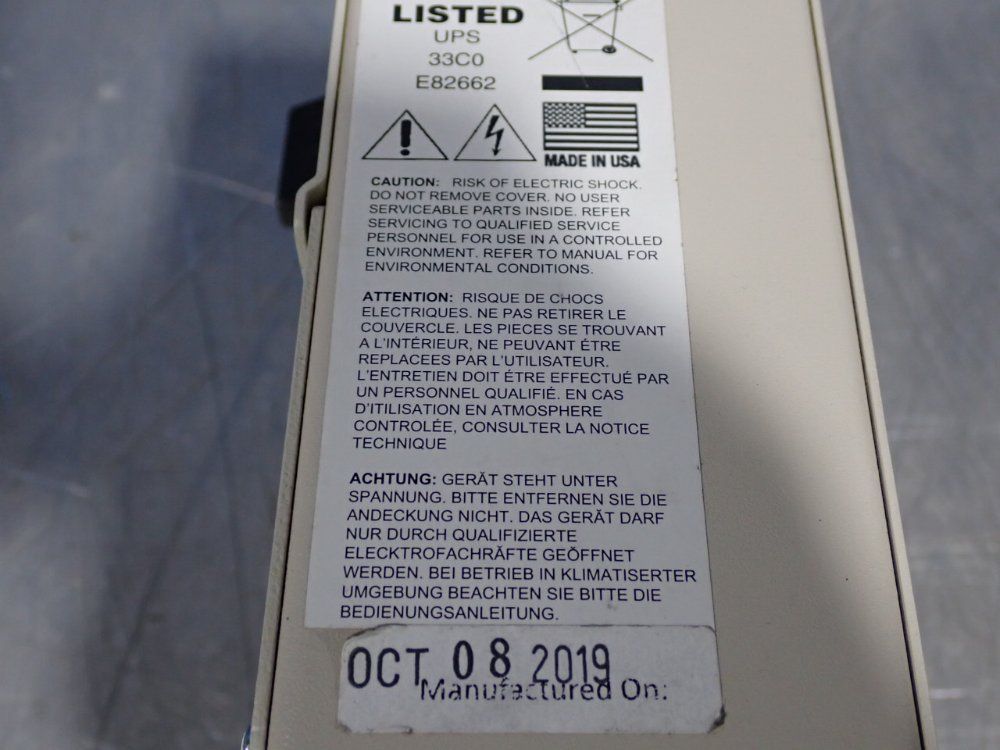 LISTED
UPS
33C0
E82662
MADE IN USA
CAUTION: RISK OF ELECTRIC SHOCK.
DO NOT REMOVE COVER. NO USER
SERVICEABLE PARTS INSIDE. REFER
SERVICING TO QUALIFIED SERVICE
PERSONNEL FOR USE IN A CONTROLLED
ENVIRONMENT. REFER TO MANUAL FOR
ENVIRONMENTAL CONDITIONS.
ATTENTION: RISQUE DE CHOCS
ELECTRIQUES. NE PAS RETIRER LE
COUVERCLE. LES PIECES SE TROUVANT
A L'INTÉRIEUR, NE PEUVANT ÉTRE
REPLACEES PAR L'UTILISATEUR.
L'ENTRETIEN DOIT ÉTRE EFFECTUÉ PAR
UN PERSONNEL QUALIFIÉ. EN CAS
D'ITILISATION EN ATMOSPHERE
CONTROLÉE, CONSULTER LA NOTICE
TECHNIQUE
ACHTUNG: GERÄT STEHT UNTER
SPANNUNG. BITTE ENTFERNEN SIE DIE
ANDECKUNG NICHT. DAS GERÄT DARF
NUR DURCH QUALIFIZIERTE
ELECKTROFACHRÄFTE GEÖFFNET
WERDEN. BEI BETRIEB IN KLIMATISERTER
UMGEBUNG BEACHTEN SIE BITTE DIE
BEDIENUNGSANLEITUNG.
OCT 08 2019
Manufactured On: